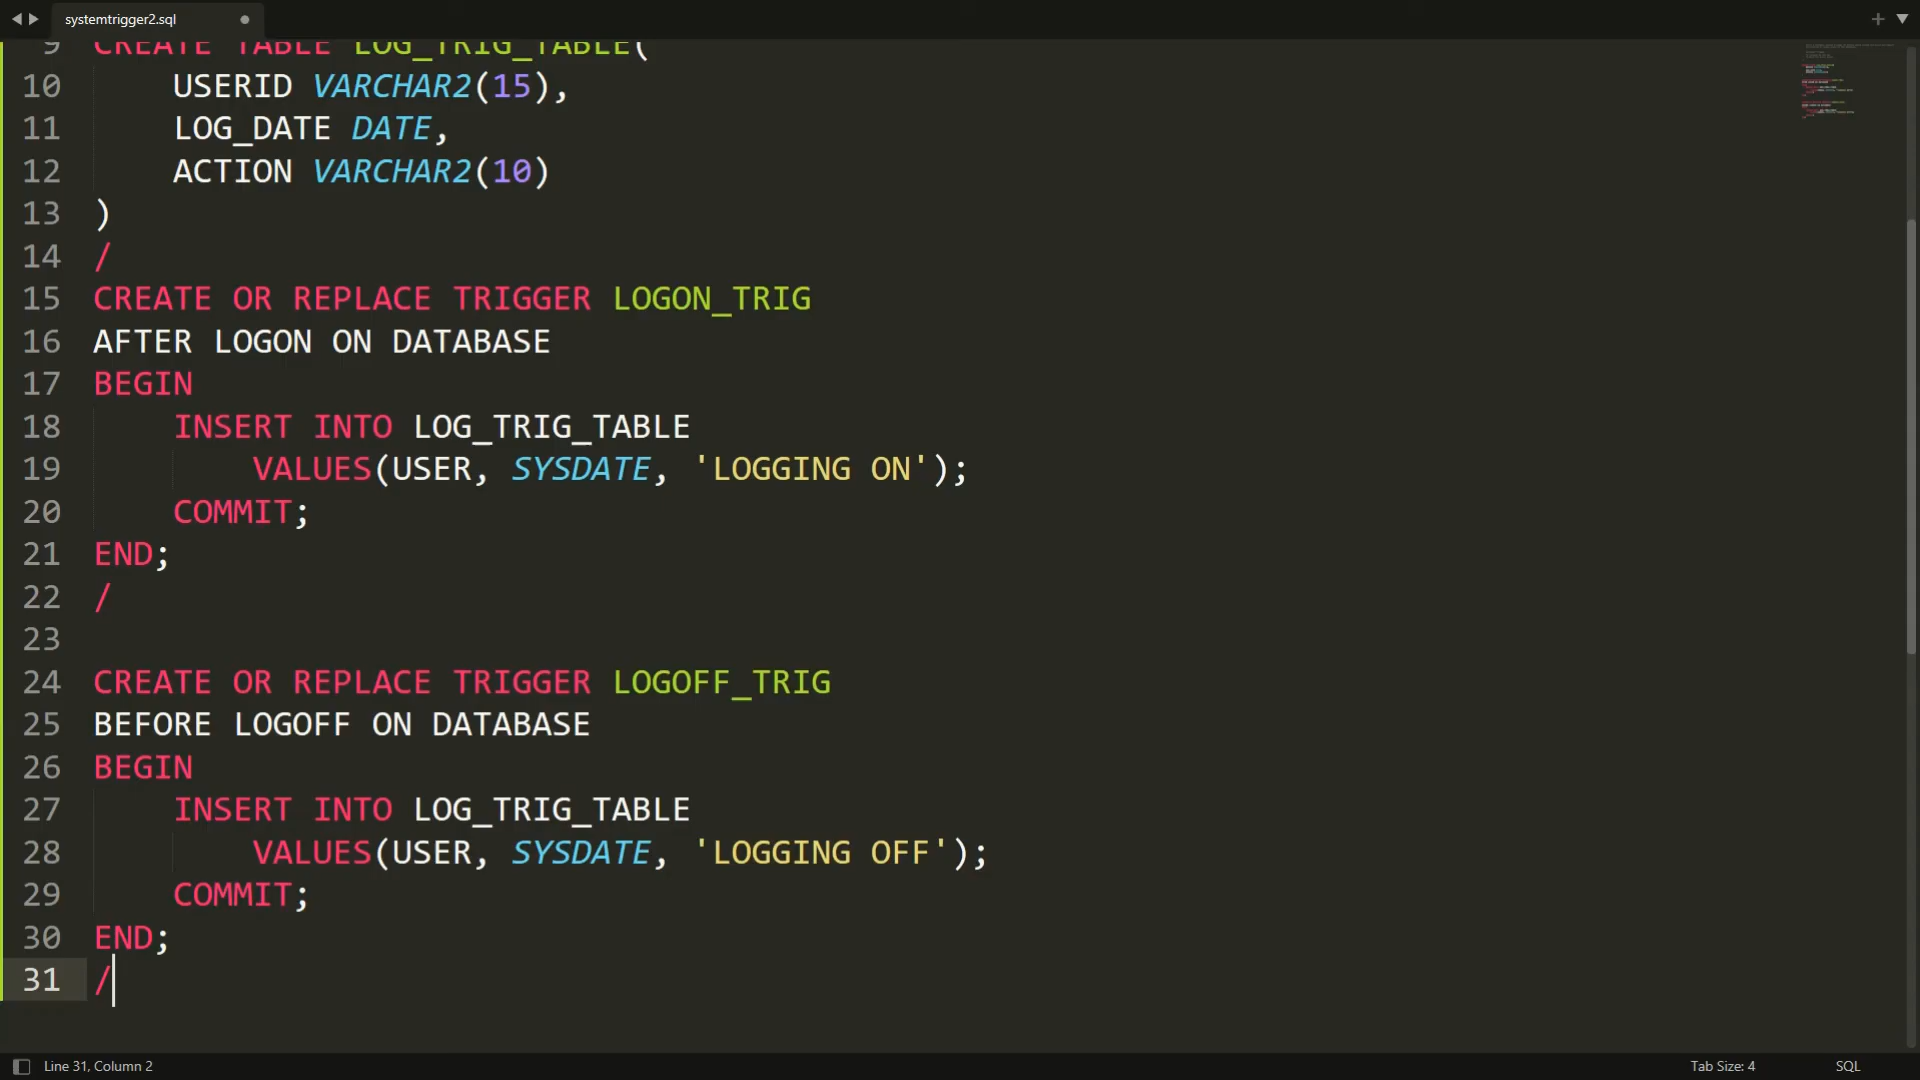 systemtrigger2.sql
9 CREATE TABLE LOG_TRIG_TABLE(
10 USERID VARCHAR2(15),
11 LOG_DATE DATE,
12 ACTION VARCHAR2(10)
13 )
14 /
15 CREATE OR REPLACE TRIGGER LOGON_TRIG
16 AFTER LOGON ON DATABASE
17 BEGIN
18 INSERT INTO LOG_TRIG_TABLE
19 VALUES(USER, SYSDATE, 'LOGGING ON');
20 COMMIT;
21 END;
22 /
23
24 CREATE OR REPLACE TRIGGER LOGOFF_TRIG
25 BEFORE LOGOFF ON DATABASE
26 BEGIN
27 INSERT INTO LOG_TRIG_TABLE
28 VALUES(USER, SYSDATE, 'LOGGING OFF');
29 COMMIT;
30 END;
31 /
Line 31, Column 2
Tab Size: 4
SQL